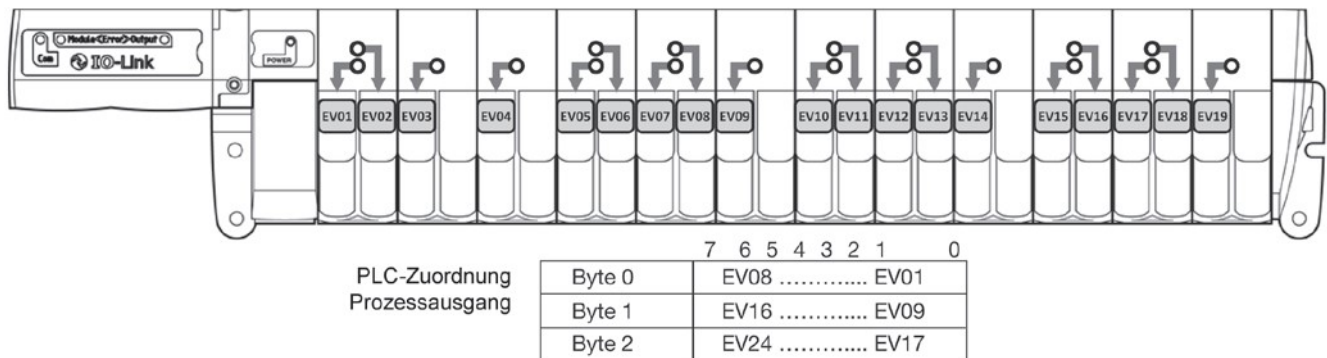 Module<Error>Output
Com
IO-Link
POWER
EV01 EV02 EV03 EV04 EV05 EV06 EV07 EV08 EV09 EV10 EV11 EV12 EV13 EV14 EV15 EV16 EV17 EV18 EV19
7 6 5 4 3 2 1 0
PLC-Zuordnung
Prozessausgang
Byte 0 EV08 ............... EV01
Byte 1 EV16 ............... EV09
Byte 2 EV24 ............... EV17